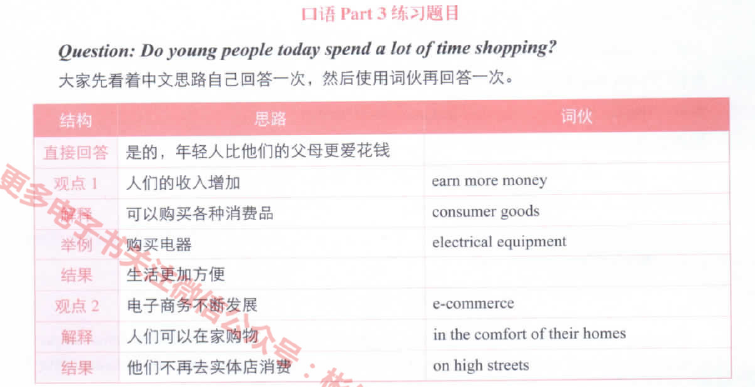 口语 Part 3 练习题目
Question: Do young people today spend a lot of time shopping?
大家先看着中文思路自己回答一次，然后使用词伙再回答一次。
结构 思路 词伙
直接回答 是的，年轻人比他们的父母更爱花钱
观点 1 人们的收入增加 earn more money
解释 可以购买各种消费品 consumer goods
举例 购买电器 electrical equipment
结果 生活更加方便
观点 2 电子商务不断发展 e-commerce
解释 人们可以在家购物 in the comfort of their homes
结果 他们不再去实体店消费 on high streets
更多电子书关注微信公众号：彬